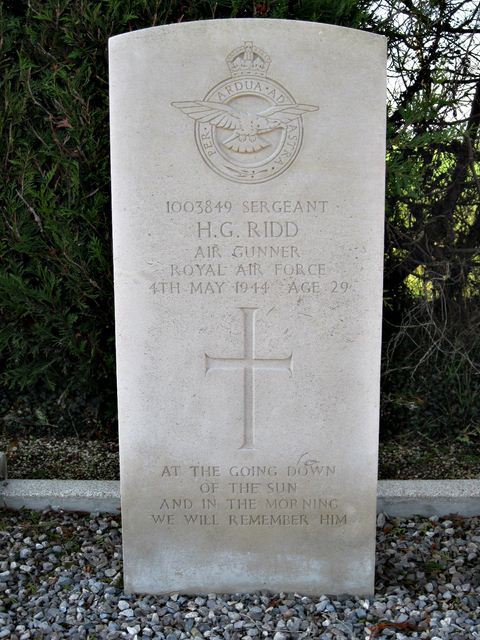 PER · ARDUA · AD ASTRA
1003849 SERGEANT
H.G. RIDD
AIR GUNNER
ROYAL AIR FORCE
4TH MAY 1944 AGE 29
AT THE GOING DOWN
OF THE SUN
AND IN THE MORNING
WE WILL REMEMBER HIM